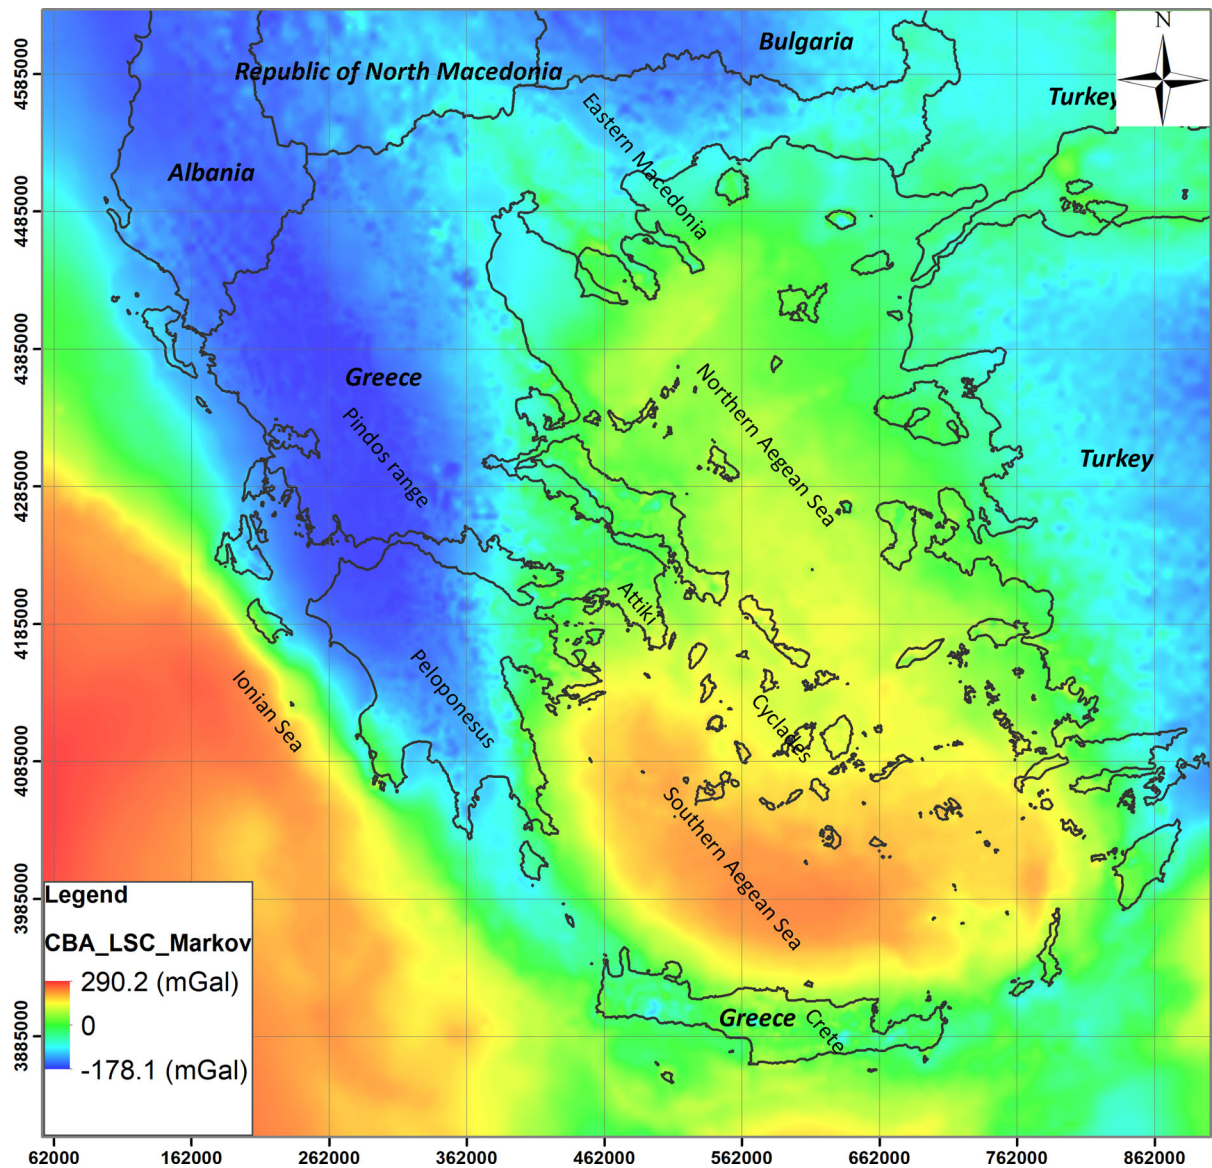 N
Bulgaria
Republic of North Macedonia
Turkey
Eastern Macedonia
Albania
Greece
Pindos range
Northern Aegean Sea
Turkey
Attiki
Ionian Sea
Peloponesus
Cyclades
Southern Aegean Sea
Greece
Crete
Legend
CBA_LSC_Markov
290.2 (mGal)
0
-178.1 (mGal)
4585000
4485000
4385000
4285000
4185000
4085000
3985000
3885000
62000
162000
262000
362000
462000
562000
662000
762000
862000